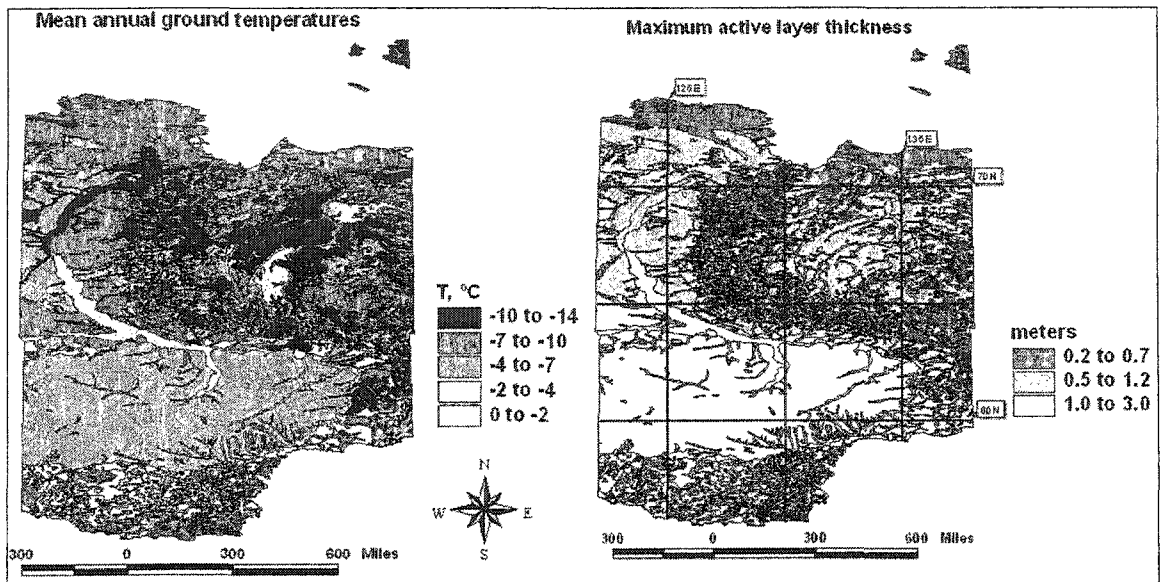 Mean annual ground temperatures
T, °C
-10 to -14
-7 to -10
-4 to -7
-2 to -4
0 to -2
300 0 300 600 Miles
N
W E
S
Maximum active layer thickness
126E
136E
70N
60N
meters
0.2 to 0.7
0.5 to 1.2
1.0 to 3.0
300 0 300 600 Miles